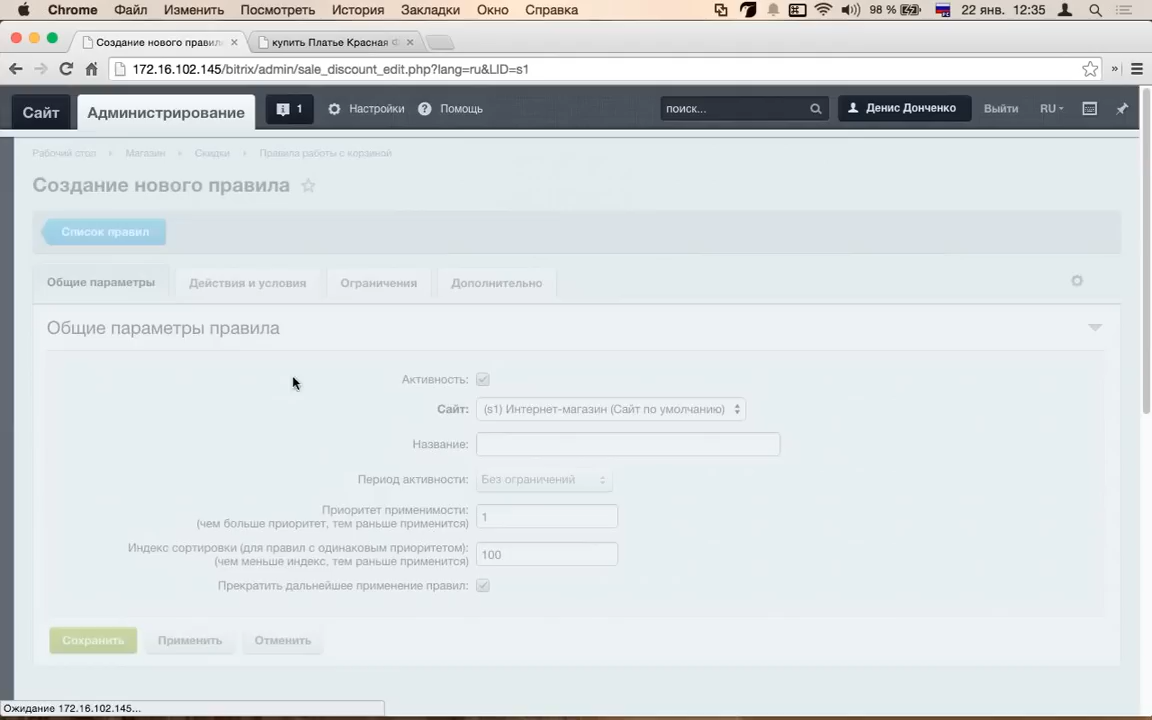 Chrome Файл Изменить Посмотреть История Закладки Окно Справка 98 % 22 янв. 12:35
Создание нового правил купить Платье Красная Ф
172.16.102.145/bitrix/admin/sale_discount_edit.php?lang=ru&LID=s1 »
Сайт Администрирование 1 Настройки Помощь поиск... Денис Донченко Выйти RU
Рабочий стол Магазин Скидки Правила работы с корзиной
Создание нового правила
Список правил
Общие параметры Действия и условия Ограничения Дополнительно
Общие параметры правила
Активность:
Сайт: (s1) Интернет-магазин (Сайт по умолчанию)
Название:
Период активности: Без ограничений
Приоритет применимости:
(чем больше приоритет, тем раньше применится) 1
Индекс сортировки (для правил с одинаковым приоритетом):
(чем меньше индекс, тем раньше применится) 100
Прекратить дальнейшее применение правил:
Сохранить Применить Отменить
Ожидание 172.16.102.145...